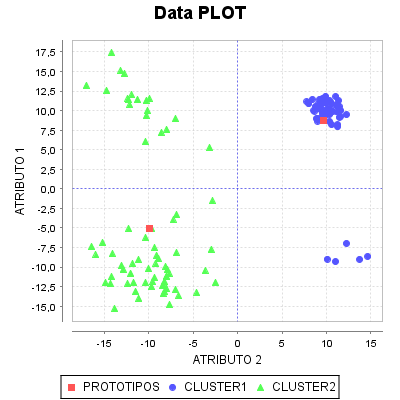 Data PLOT
17,5
15,0
12,5
10,0
7,5
5,0
2,5
0,0
-2,5
-5,0
-7,5
-10,0
-12,5
-15,0
ATRIBUTO 1
-15 -10 -5 0 5 10 15
ATRIBUTO 2
PROTOTIPOS CLUSTER1 CLUSTER2